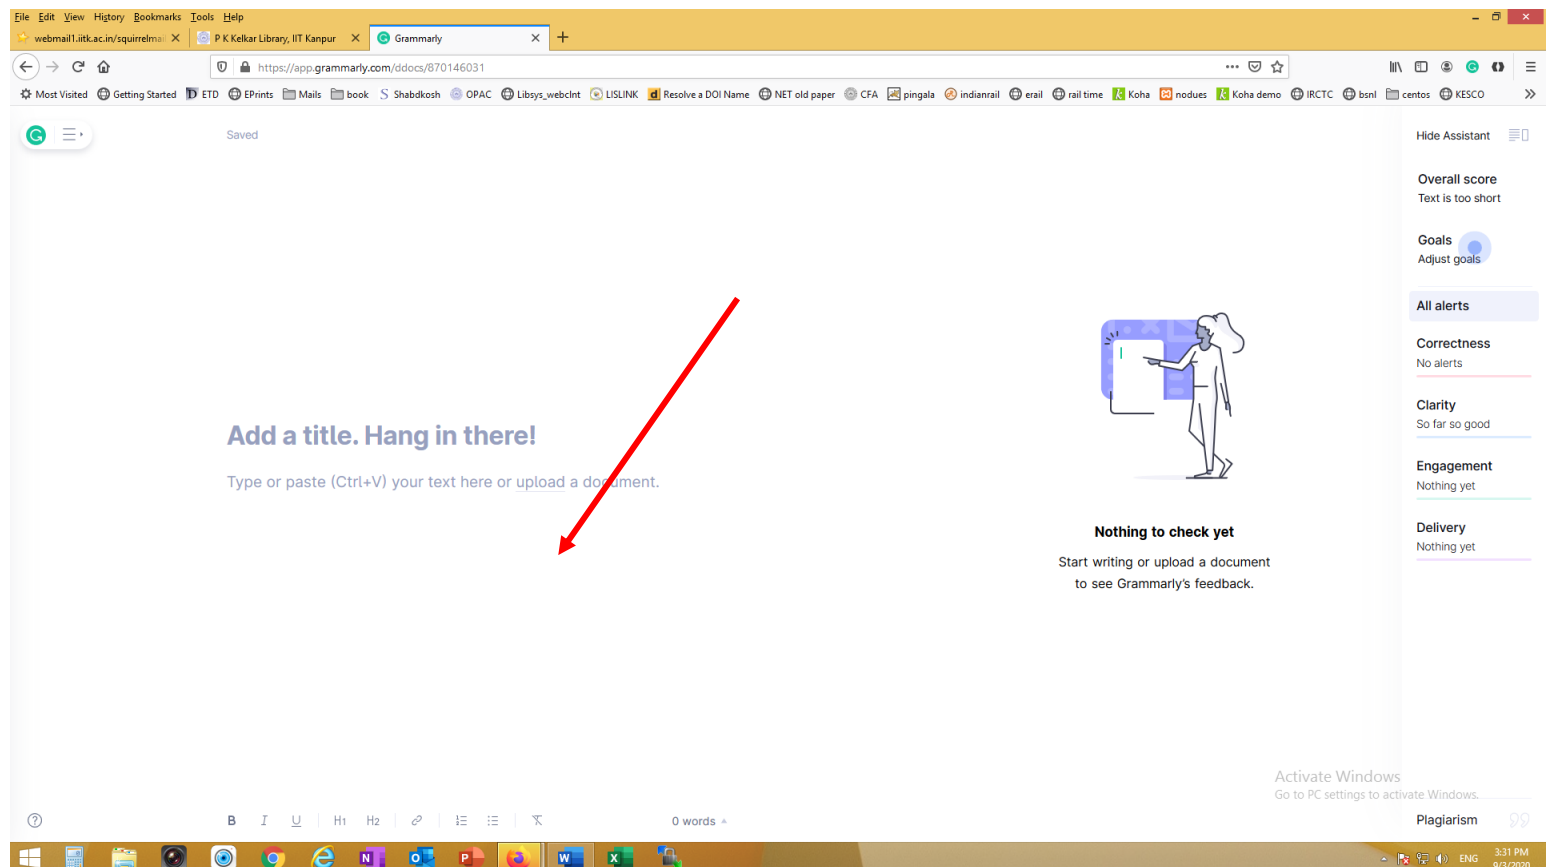 File Edit View History Bookmarks Tools Help
webmail1.iitk.ac.in/squirrelmai P K Kelkar Library, IIT Kanpur Grammarly
https://app.grammarly.com/ddocs/870146031
Most Visited Getting Started ETD EPrints Mails book Shabdkosh OPAC Libsys_webclnt LISLINK Resolve a DOI Name NET old paper CFA pingala indianrail erail rail time Koha nodues Koha demo IRCTC bsnl centos KESCO
Saved
Hide Assistant
Overall score
Text is too short
Goals
Adjust goals
All alerts
Correctness
No alerts
Clarity
So far so good
Engagement
Nothing yet
Delivery
Nothing yet
Add a title. Hang in there!
Type or paste (Ctrl+V) your text here or upload a document.
Nothing to check yet
Start writing or upload a document
to see Grammarly's feedback.
Activate Windows
Go to PC settings to activate Windows.
B I U H1 H2 0 words
Plagiarism
ENG 3:31 PM
9/3/2020